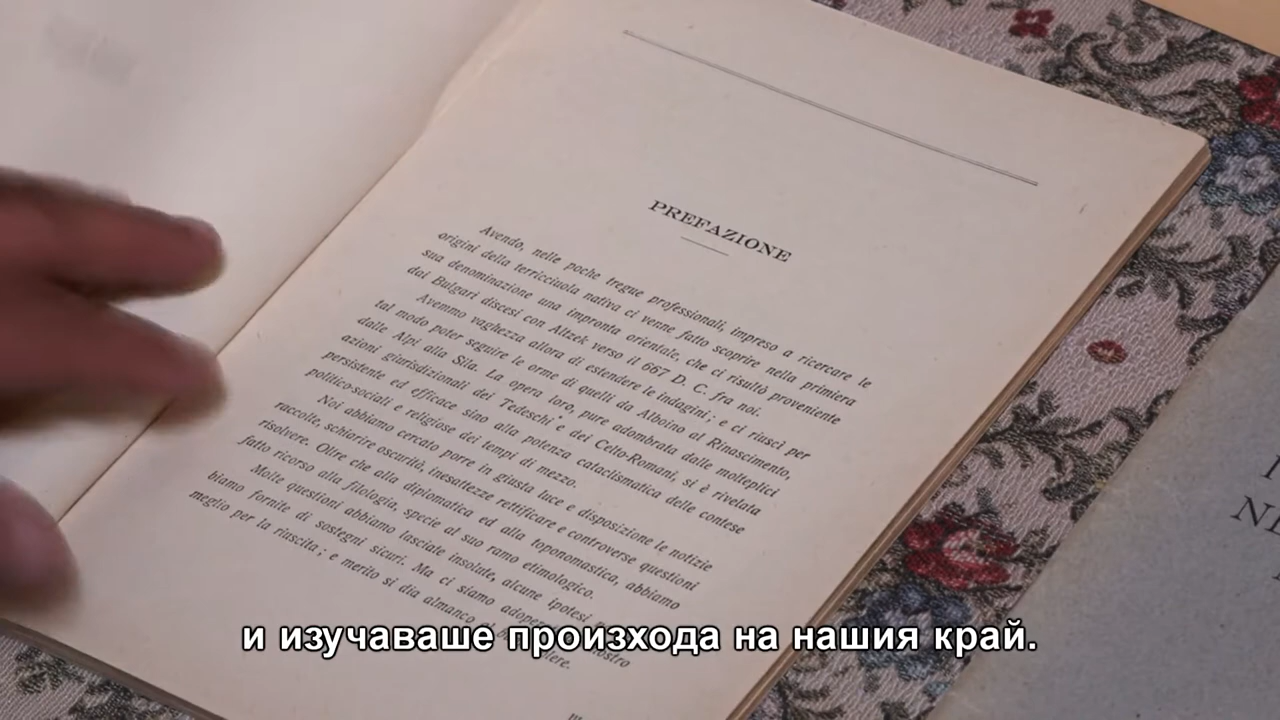 PREFAZIONE
Avendo, nelle poche tregue professionali, impreso a ricercare le
origini della terricciuola nativa ci venne fatto scoprire nella primiera
sua denominazione una impronta orientale, che ci risultò proveniente
dai Bulgari discesi con Altzek verso il 667 D. C. fra noi.
Avemmo vaghezza allora di estendere le indagini; e ci riuscì per
tal modo poter seguire le orme di quelli da Alboino al Rinascimento,
dalle Alpi alla Sila. La opera loro, pure adombrata dalle molteplici
azioni giurisdizionali dei Tedeschi e dei Celto-Romani, si è rivelata
persistente ed efficace sino alla potenza cataclismatica delle contese
politico-sociali e religiose dei tempi di mezzo.
Noi abbiamo cercato porre in giusta luce e disposizione le notizie
raccolte, schiarire oscurità, inesattezze rettificare e controverse questioni
risolvere. Oltre che alla diplomatica ed alla toponomastica, abbiamo
fatto ricorso alla filologia, specie al suo ramo etimologico.
Molte questioni abbiamo lasciate insolute, alcune ipotesi
biamo fornite di sostegni sicuri. Ma ci siamo
meglio per la riuscita; e merito si dia almanco
и изучаваше произхода на нашия край.